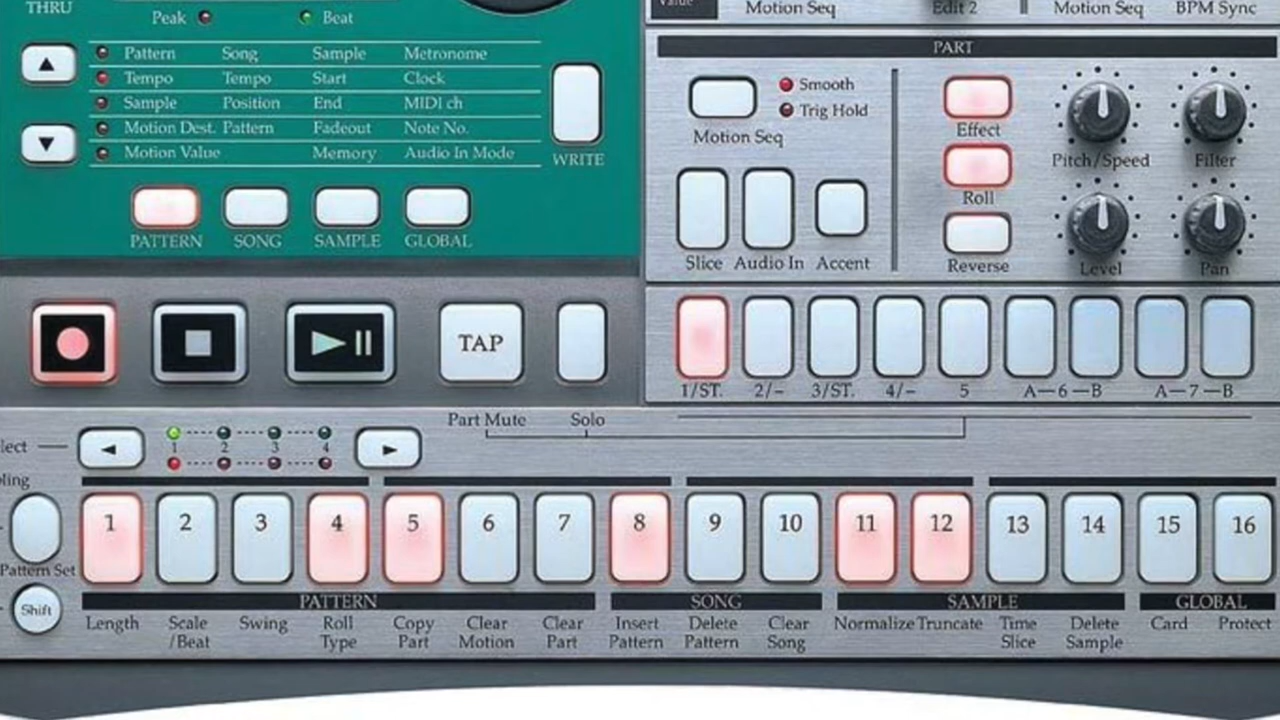 THRU
Peak Beat
Value
Motion Seq Edit 2 Motion Seq BPM Sync
Pattern Song Sample Metronome
Tempo Tempo Start Clock
Sample Position End MIDI ch
Motion Dest. Pattern Fadeout Note No.
Motion Value Memory Audio In Mode
WRITE
PATTERN SONG SAMPLE GLOBAL
PART
Smooth
Trig Hold
Motion Seq
Effect
Roll
Reverse
Pitch/Speed Filter
Level Pan
Slice Audio In Accent
TAP
1/ST. 2/- 3/ST. 4/- 5 A—6—B A—7—B
Part Mute Solo
lect
1 2 3 4
ling
Pattern Set
Shift
1 2 3 4 5 6 7 8 9 10 11 12 13 14 15 16
PATTERN SONG SAMPLE GLOBAL
Length Scale /Beat Swing Roll Type Copy Part Clear Motion Clear Part Insert Pattern Delete Pattern Clear Song Normalize Truncate Time Slice Delete Sample Card Protect